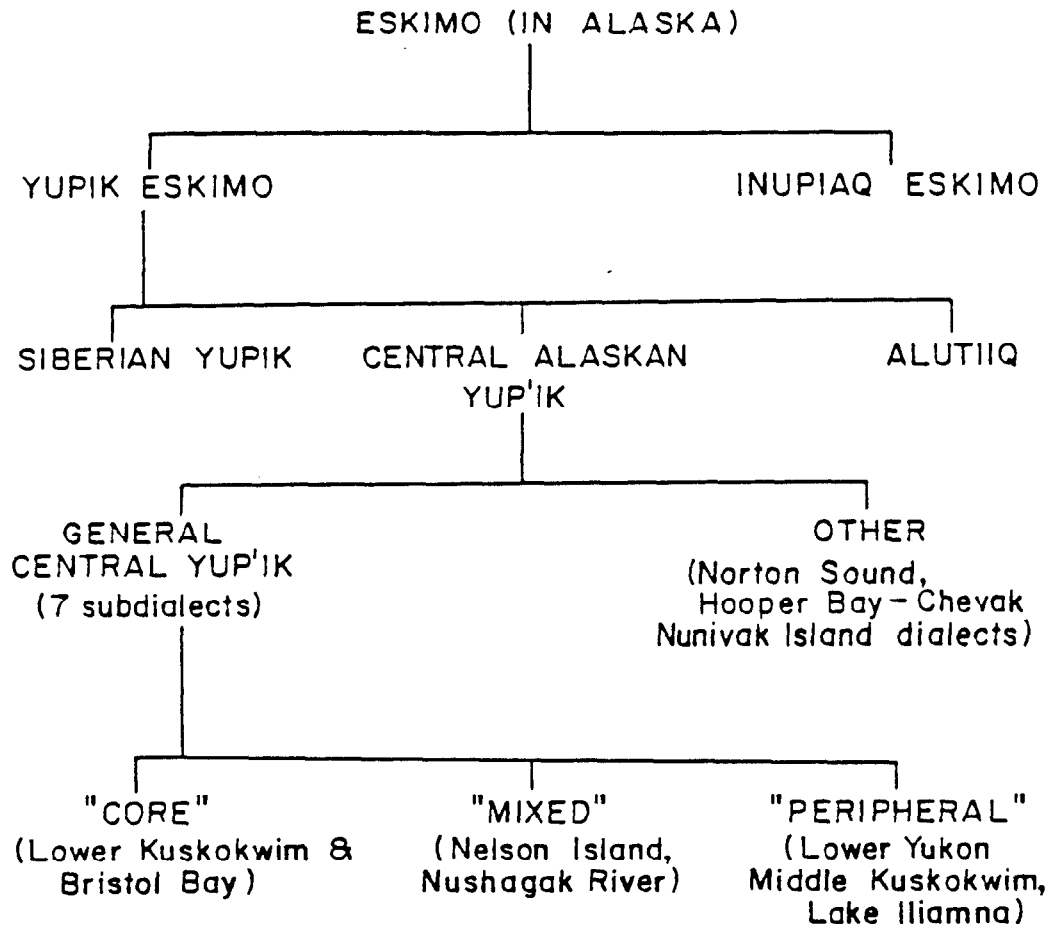 ESKIMO (IN ALASKA)
YUPIK ESKIMO
INUPIAQ ESKIMO
SIBERIAN YUPIK
CENTRAL ALASKAN
YUP'IK
ALUTIIQ
GENERAL
CENTRAL YUP'IK
(7 subdialects)
OTHER
(Norton Sound,
Hooper Bay-Chevak
Nunivak Island dialects)
"CORE"
(Lower Kuskokwim &
Bristol Bay)
"MIXED"
(Nelson Island,
Nushagak River)
"PERIPHERAL"
(Lower Yukon
Middle Kuskokwim,
Lake Iliamna)